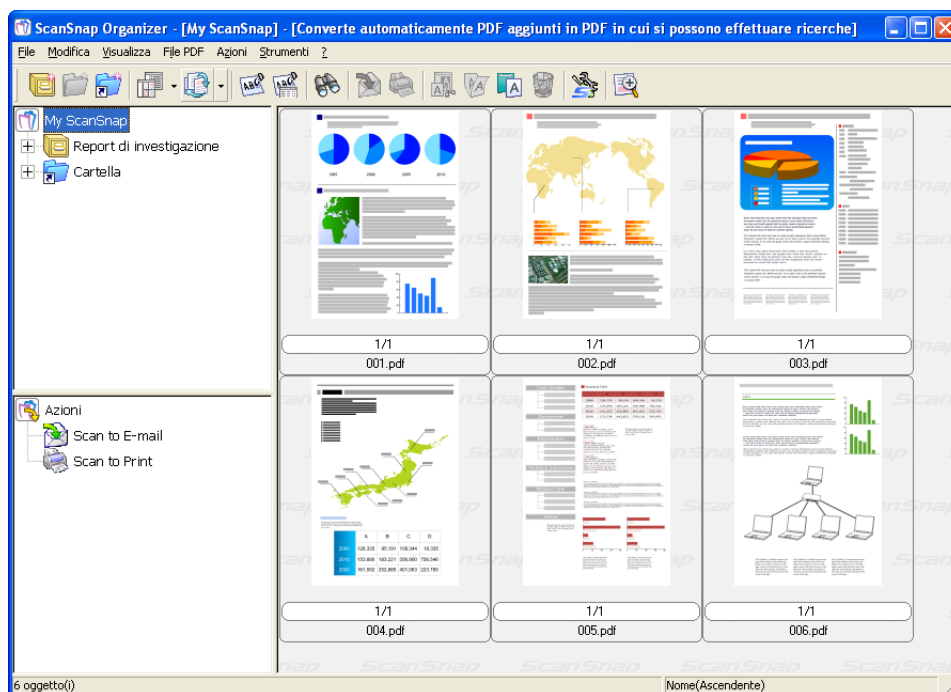 ScanSnap Organizer - [My ScanSnap] - [Converte automaticamente PDF aggiunti in PDF in cui si possono effettuare ricerche]
File Modifica Visualizza File PDF Azioni Strumenti ?
My ScanSnap
Report di investigazione
Cartella
1/1
001.pdf
1/1
002.pdf
1/1
003.pdf
Azioni
Scan to E-mail
Scan to Print
A B C D
1/1
004.pdf
1/1
005.pdf
1/1
006.pdf
ScanSnap
6 oggetto(i)
Nome(Ascendente)